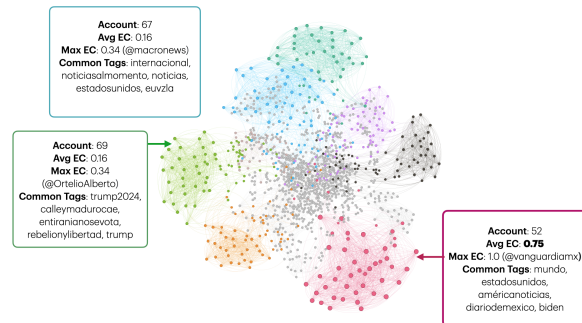 Account: 67
Avg EC: 0.16
Max EC: 0.34 (@macronews)
Common Tags: internacional,
noticiasalmomento, noticias,
estadosunidos, euvzla
Account: 69
Avg EC: 0.16
Max EC: 0.34
(@OrtelioAlberto)
Common Tags: trump2024,
calleymadurocae,
entiranianosevota,
rebelionylibertad, trump
Account: 52
Avg EC: 0.75
Max EC: 1.0 (@vanguardiamx)
Common Tags: mundo,
estadosunidos,
américanoticias,
diariodemexico, biden